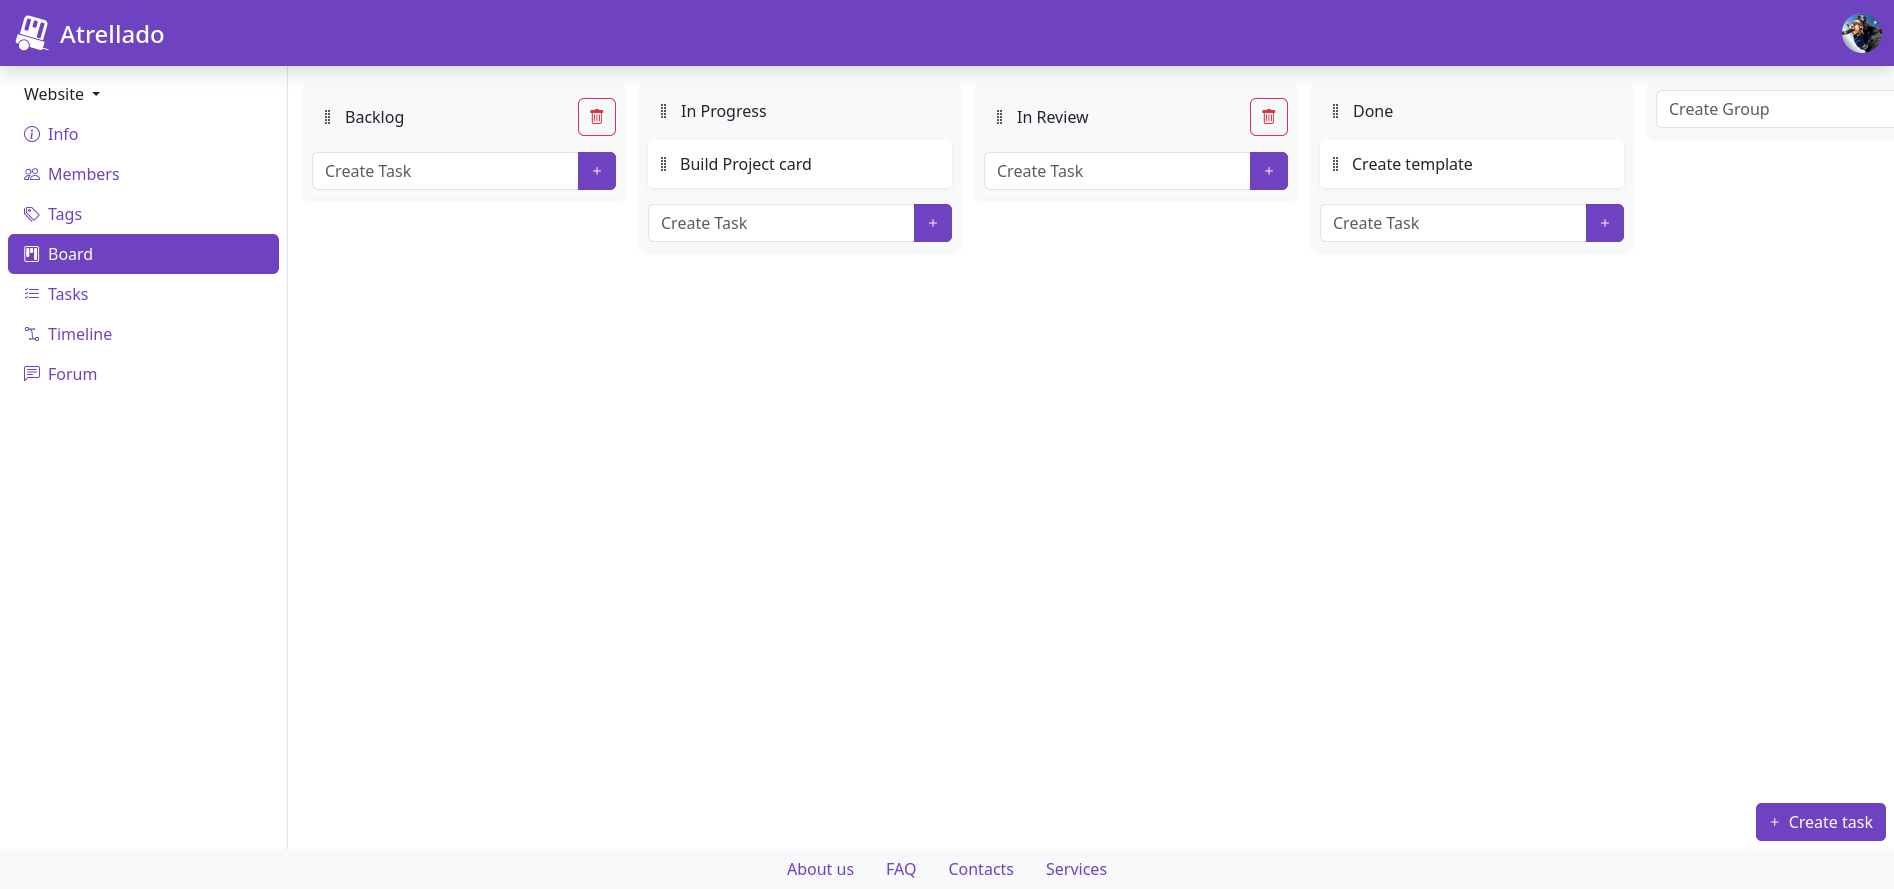 Atrellado
Website
Info
Members
Tags
Board
Tasks
Timeline
Forum
Backlog
Create Task
In Progress
Build Project card
Create Task
In Review
Create Task
Done
Create template
Create Task
Create Group
+ Create task
About us FAQ Contacts Services